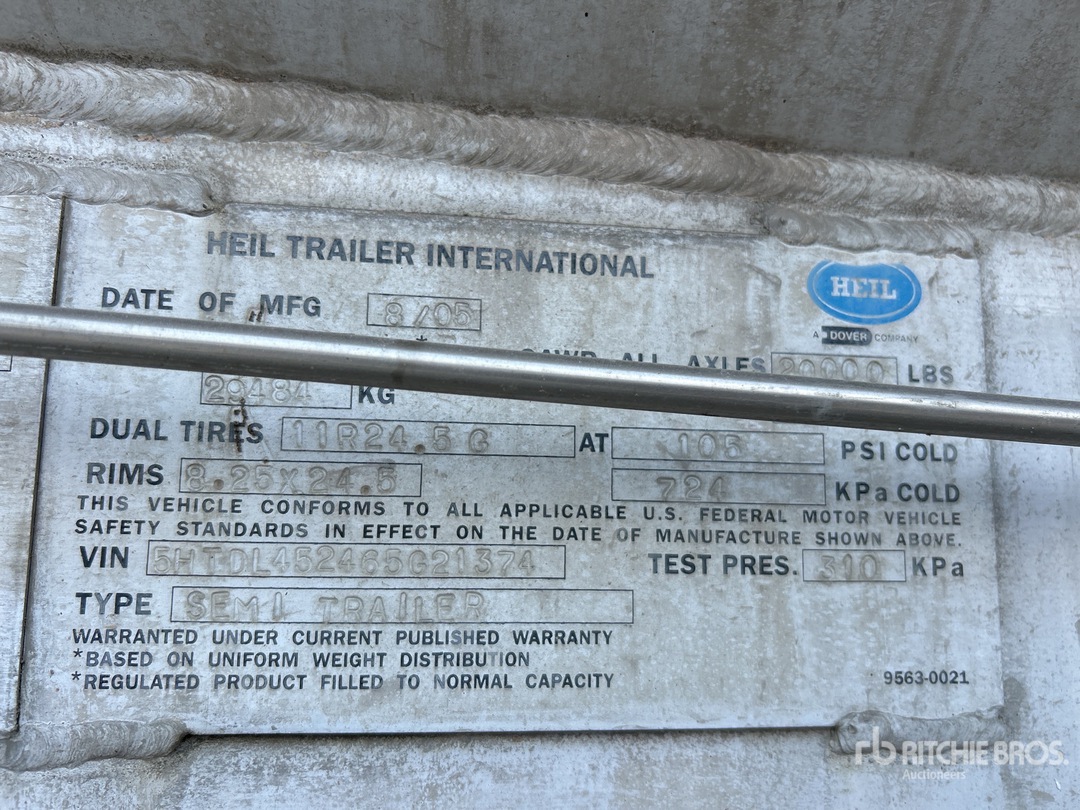 HEIL TRAILER INTERNATIONAL
HEIL
A DOVER COMPANY
DATE OF MFG 8/05
* GAWR ALL AXLES 20000 LBS
29484 KG
DUAL TIRES 11R24.5G AT 105 PSI COLD
RIMS 8.25X24.5 724 KPa COLD
THIS VEHICLE CONFORMS TO ALL APPLICABLE U.S. FEDERAL MOTOR VEHICLE
SAFETY STANDARDS IN EFFECT ON THE DATE OF MANUFACTURE SHOWN ABOVE.
VIN 5HTDL452465G21374 TEST PRES. 310 KPa
TYPE SEMI TRAILER
WARRANTED UNDER CURRENT PUBLISHED WARRANTY
*BASED ON UNIFORM WEIGHT DISTRIBUTION
*REGULATED PRODUCT FILLED TO NORMAL CAPACITY
9563-0021
rb RITCHIE BROS.
Auctioneers